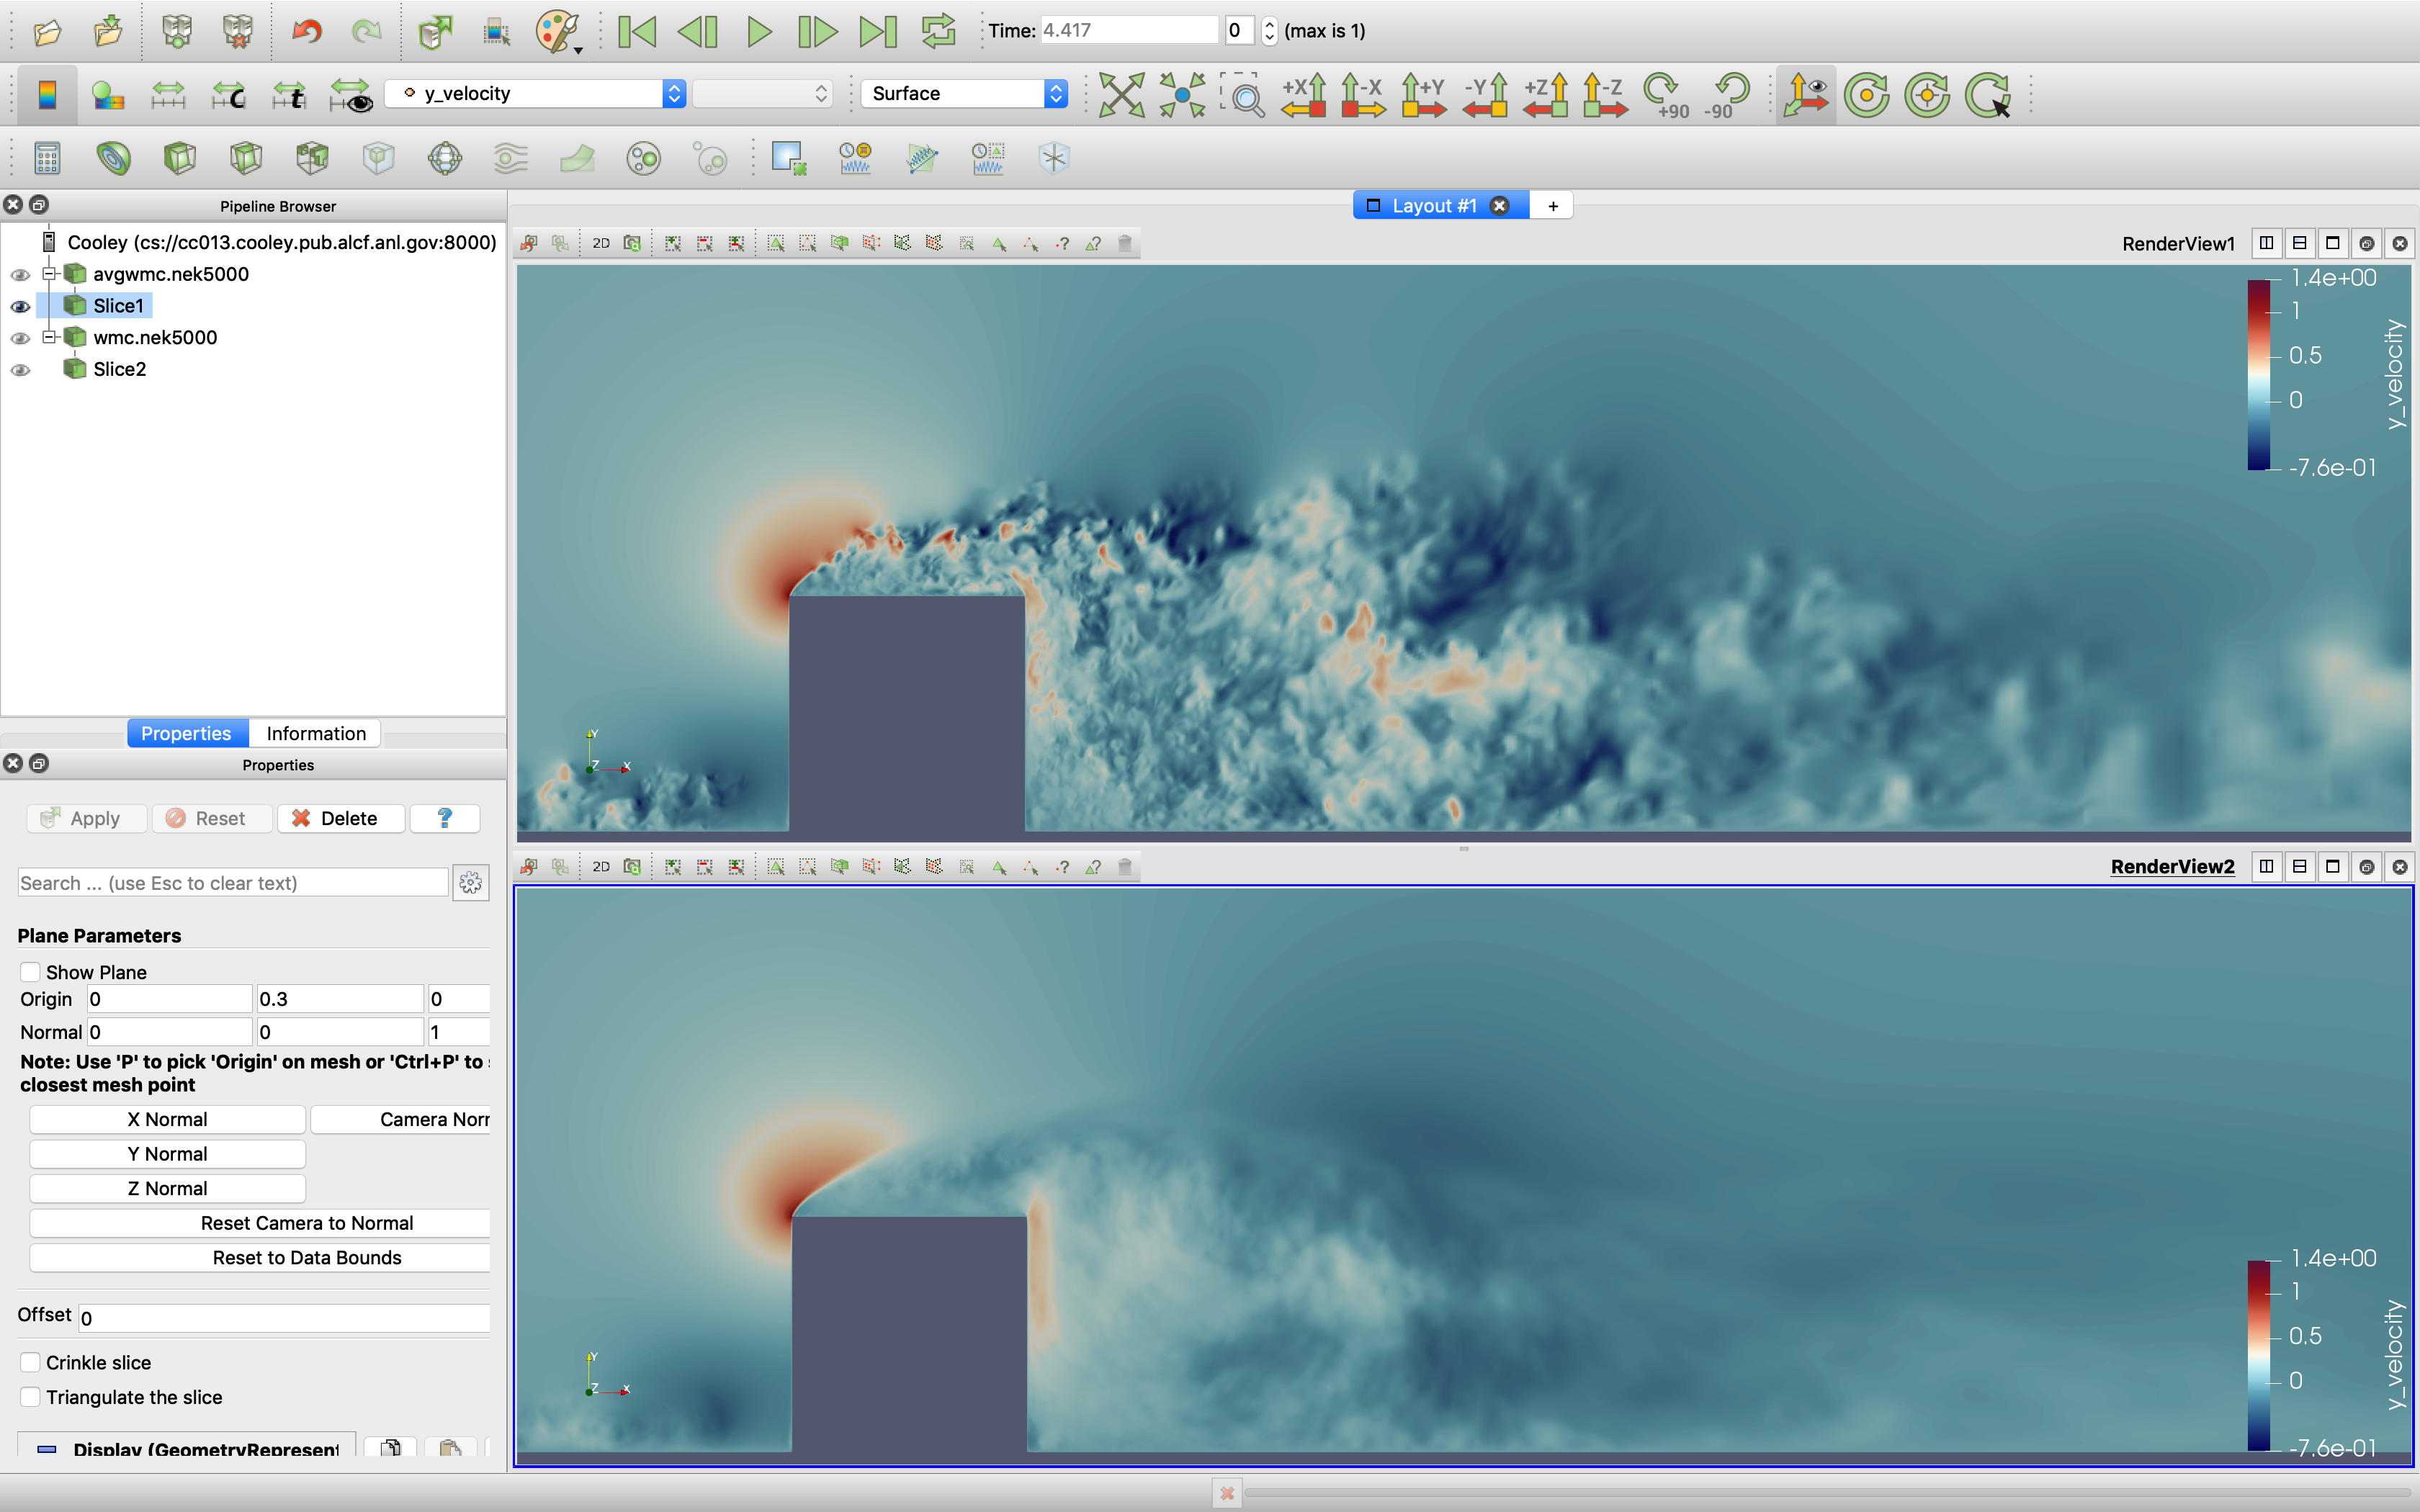 Time: 4.417 0 (max is 1)
y_velocity
Surface
+X -X +Y -Y +Z -Z +90 -90
C t
Pipeline Browser
Cooley (cs://cc013.cooley.pub.alcf.anl.gov:8000)
avgwmc.nek5000
Slice1
wmc.nek5000
Slice2
Properties Information
Properties
Apply Reset Delete ?
Search ... (use Esc to clear text)
Plane Parameters
Show Plane
Origin 0 0.3 0
Normal 0 0 1
Note: Use 'P' to pick 'Origin' on mesh or 'Ctrl+P' to
closest mesh point
X Normal Camera Norr
Y Normal
Z Normal
Reset Camera to Normal
Reset to Data Bounds
Offset 0
Crinkle slice
Triangulate the slice
Display (GeometryRepresent
Layout #1 +
2D ? ? RenderView1
1.4e+00
1
0.5
0
-7.6e-01
y_velocity
Y
Z X
2D ? ? RenderView2
1.4e+00
1
0.5
0
-7.6e-01
y_velocity
Y
Z X